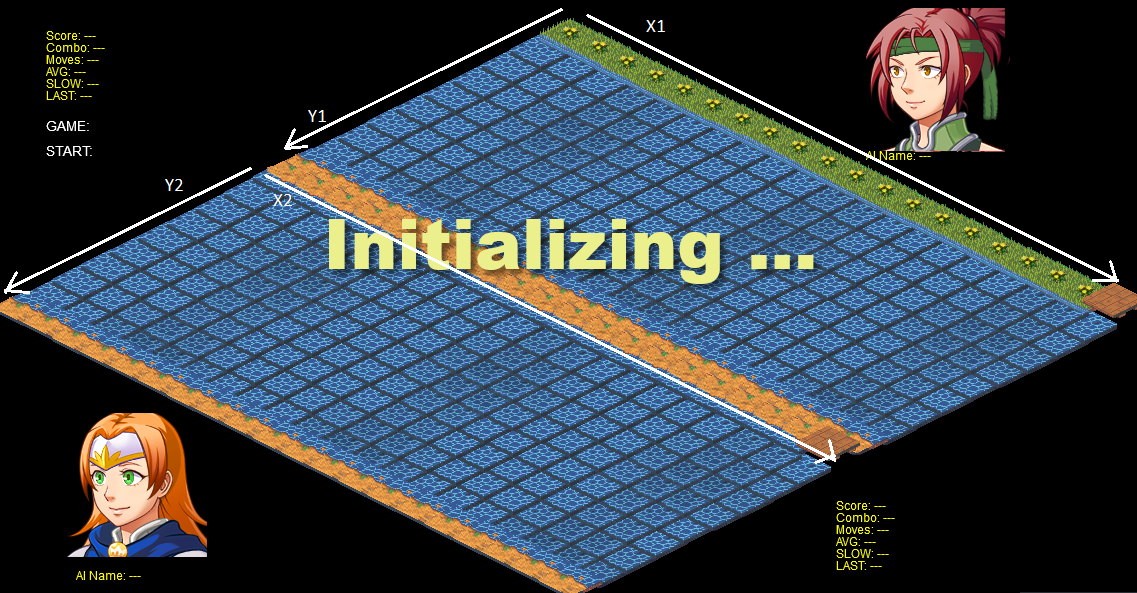 X1
Score: ---
Combo: ---
Moves: ---
AVG: ---
SLOW: ---
LAST: ---
Y1
GAME:
START:
AI Name: ---
Y2
X2
Initializing ...
Score: ---
Combo: ---
Moves: ---
AVG: ---
SLOW: ---
LAST: ---
AI Name: ---